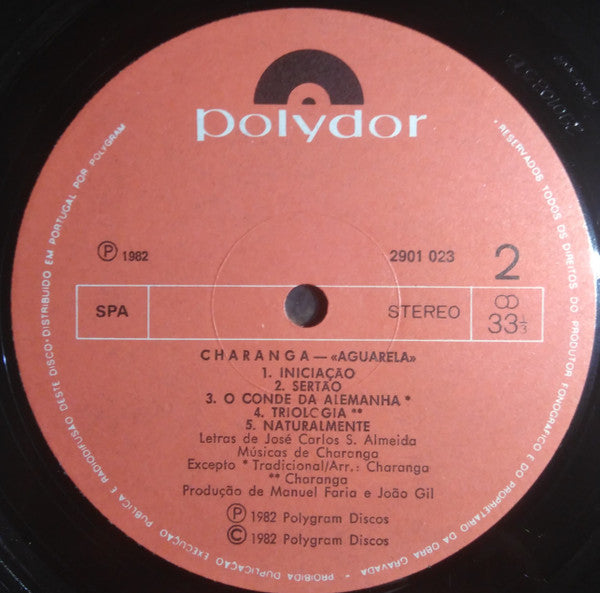 polydor
Ⓟ 1982
2901 023
2
SPA
STEREO
33⅓
CHARANGA — «AGUARELA»
1. INICIAÇÃO
2. SERTÃO
3. O CONDE DA ALEMANHA *
4. TRIOLOGIA **
5. NATURALMENTE
Letras de José Carlos S. Almeida
Músicas de Charanga
Excepto * Tradicional/Arr.: Charanga
** Charanga
Produção de Manuel Faria e João Gil
Ⓟ 1982 Polygram Discos
© 1982 Polygram Discos
• RESERVADOS TODOS OS DIREITOS DO PRODUTOR FONOGRÁFICO E DO PROPRIETÁRIO DA OBRA GRAVADA • PROIBIDA DUPLICAÇÃO EXECUÇÃO PUBLICA E RADIODIFUSÃO DESTE DISCO • DISTRIBUIDO EM PORTUGAL POR POLYGRAM